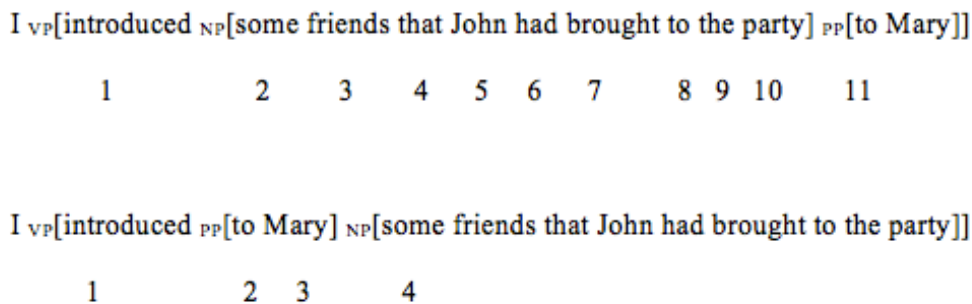 I VP[introduced NP[some friends that John had brought to the party] PP[to Mary]]
1 2 3 4 5 6 7 8 9 10 11
I VP[introduced PP[to Mary] NP[some friends that John had brought to the party]]
1 2 3 4